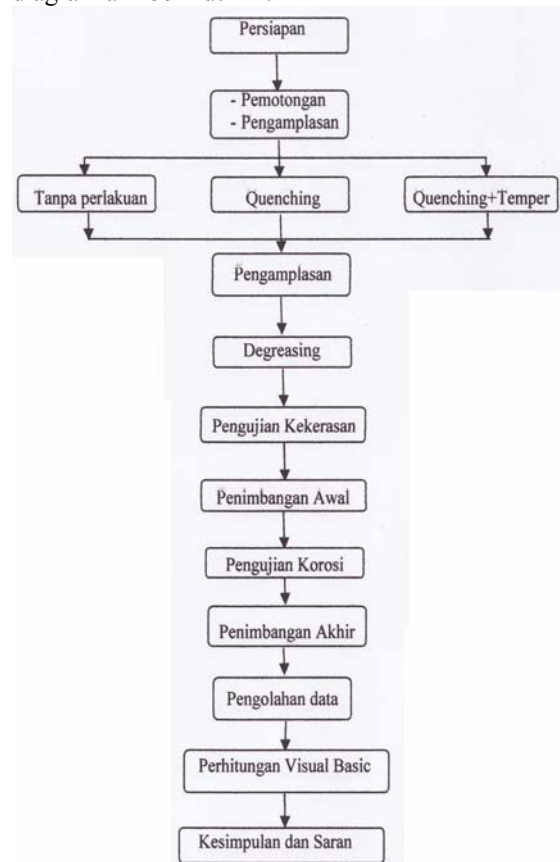 Persiapan
- Pemotongan
- Pengamplasan
Tanpa perlakuan
Quenching
Quenching+Temper
Pengamplasan
Degreasing
Pengujian Kekerasan
Penimbangan Awal
Pengujian Korosi
Penimbangan Akhir
Pengolahan data
Perhitungan Visual Basic
Kesimpulan dan Saran